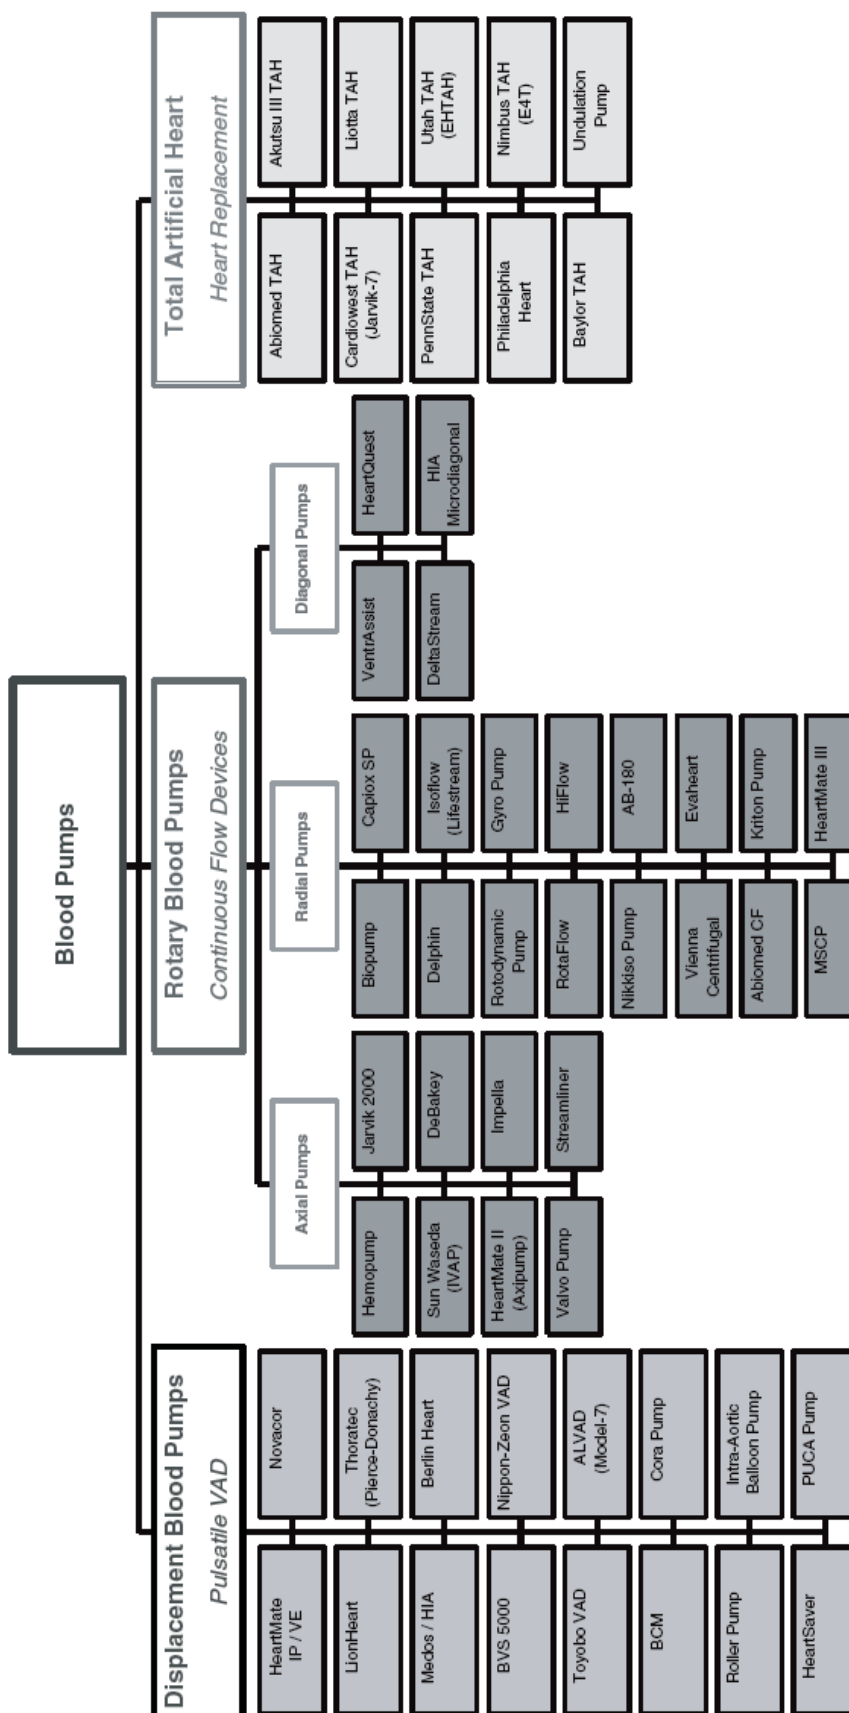 Blood Pumps
Displacement Blood Pumps
Pulsatile VAD
HeartMate
IP / VE
Novacor
LionHeart
Thoratec
(Pierce-Donachy)
Medos / HIA
Berlin Heart
BVS 5000
Nippon-Zeon VAD
Toyobo VAD
ALVAD
(Model-7)
BCM
Cora Pump
Roller Pump
Intra-Aortic
Balloon Pump
HeartSaver
PUCA Pump
Rotary Blood Pumps
Continuous Flow Devices
Axial Pumps
Hemopump
Jarvik 2000
Sun Waseda
(IVAP)
DeBakey
HeartMate II
(Axipump)
Impella
Valvo Pump
Streamliner
Radial Pumps
Biopump
Capiox SP
Delphin
Isoflow
(Lifestream)
Rotodynamic
Pump
Gyro Pump
RotaFlow
HiFlow
Nikkiso Pump
AB-180
Vienna
Centrifugal
Evaheart
Abiomed CF
Kriton Pump
MSCP
HeartMate III
Diagonal Pumps
VentrAssist
HeartQuest
DeltaStream
HIA
Microdiagonal
Total Artificial Heart
Heart Replacement
Abiomed TAH
Akutsu III TAH
Cardiowest TAH
(Jarvik-7)
Liotta TAH
PennState TAH
Utah TAH
(EHTAH)
Philadelphia
Heart
Nimbus TAH
(E4T)
Baylor TAH
Undulation
Pump